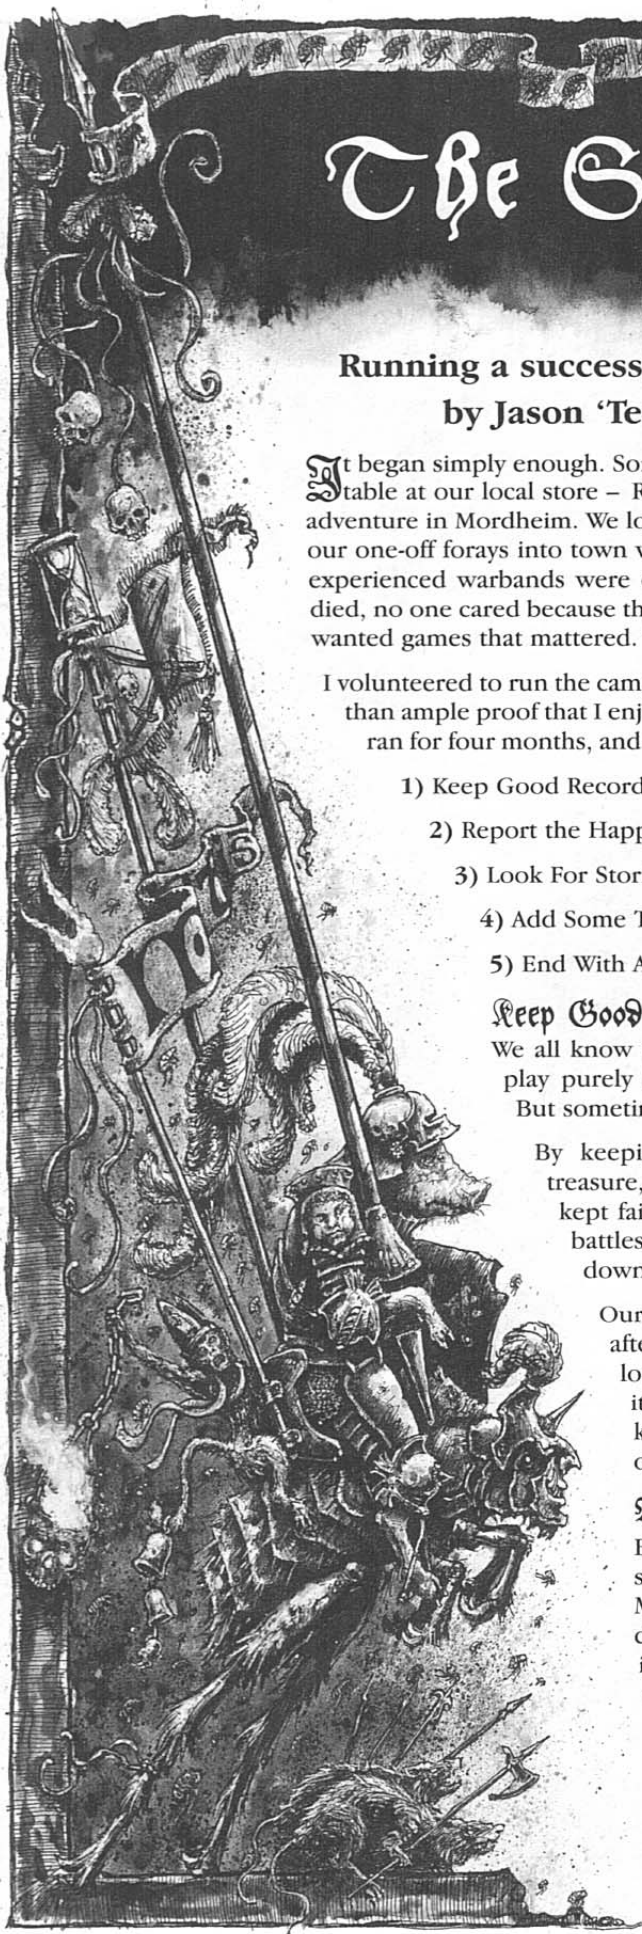 The S
Running a success
by Jason ‘Te
It began simply enough. So
table at our local store – R
adventure in Mordheim. We lo
our one-off forays into town w
experienced warbands were
died, no one cared because th
wanted games that mattered.
I volunteered to run the cam
than ample proof that I enj
ran for four months, and
1) Keep Good Record
2) Report the Happ
3) Look For Stor
4) Add Some T
5) End With A
Keep Good
We all know
play purely
But sometin
By keepi
treasure,
kept fai
battles
down
Our
afte
lo
it
k
o